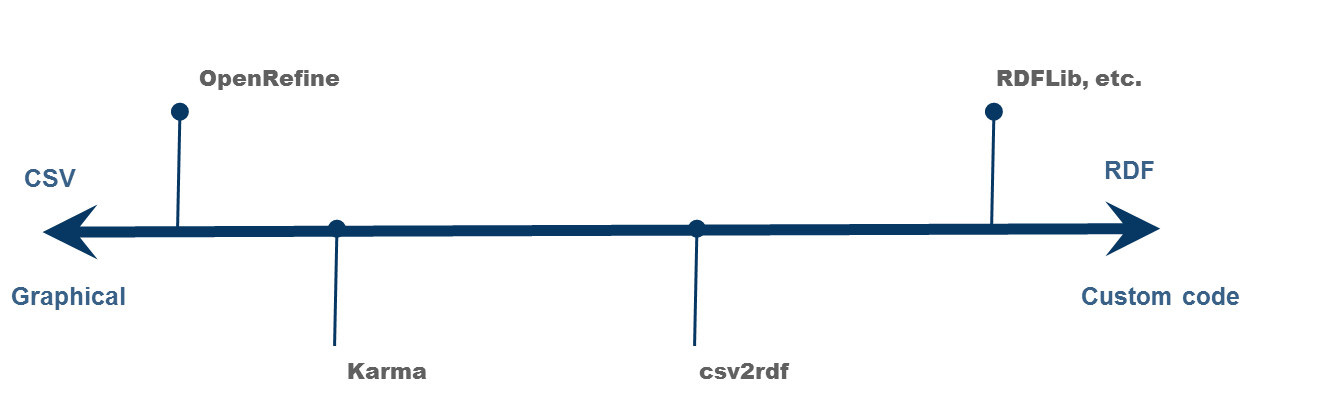 OpenRefine
RDFLib, etc.
CSV
RDF
Graphical
Custom code
Karma
csv2rdf